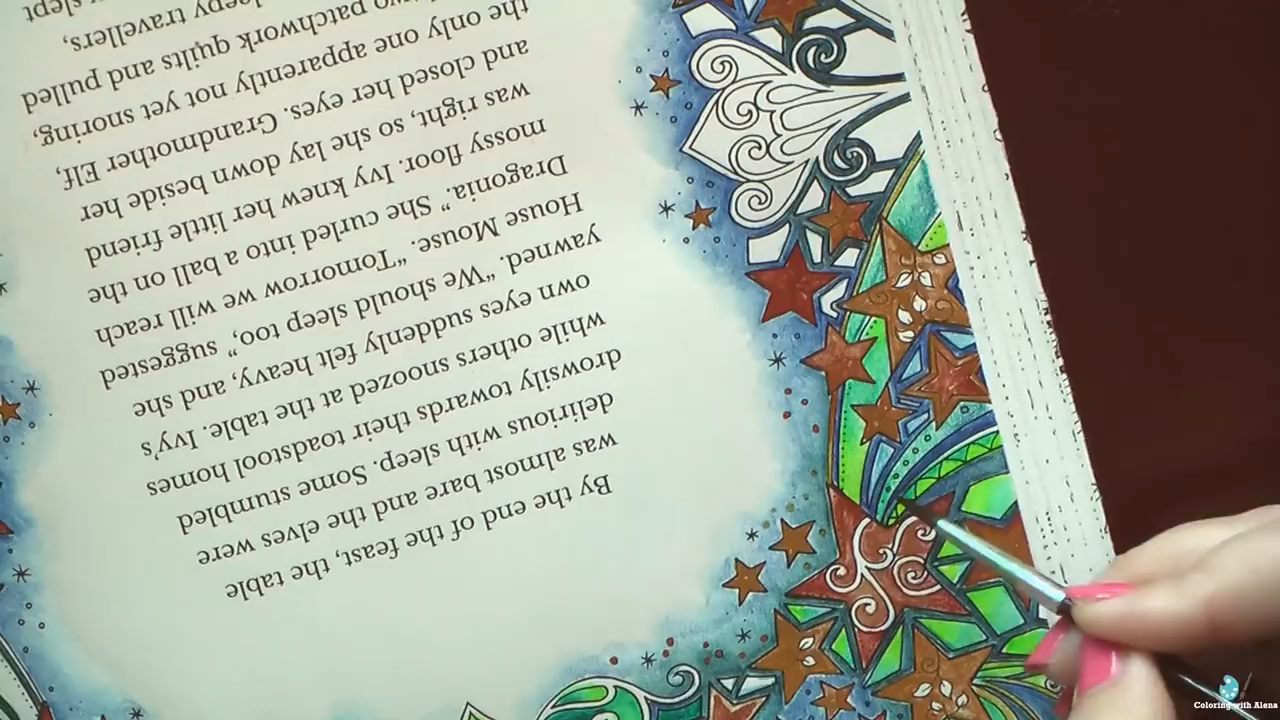 By the end of the feast, the table
was almost bare and the elves were
delirious with sleep. Some stumbled
drowsily towards their toadstool homes
while others snoozed at the table. Ivy's
own eyes suddenly felt heavy, and she
yawned. “We should sleep too,” suggested
House Mouse. “Tomorrow we will reach
Dragonia.” She curled into a ball on the
mossy floor. Ivy knew her little friend
was right, so she lay down beside her
and closed her eyes. Grandmother Elf,
the only one apparently not yet snoring,
patchwork quilts and pulled
travellers,
slept
Coloring with Alena